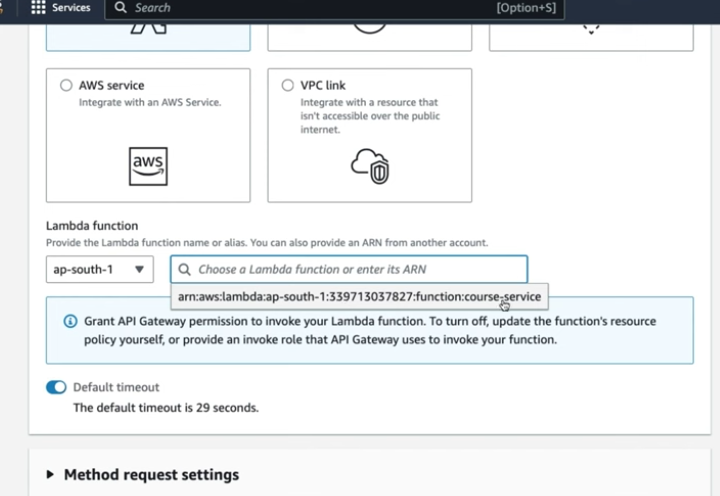 Services
Search
[Option+S]
AWS service
Integrate with an AWS Service.
aws
VPC link
Integrate with a resource that
isn't accessible over the public
internet.
Lambda function
Provide the Lambda function name or alias. You can also provide an ARN from another account.
ap-south-1
Choose a Lambda function or enter its ARN
arn:aws:lambda:ap-south-1:339713037827:function:course-service
Grant API Gateway permission to invoke your Lambda function. To turn off, update the function's resource
policy yourself, or provide an invoke role that API Gateway uses to invoke your function.
Default timeout
The default timeout is 29 seconds.
Method request settings